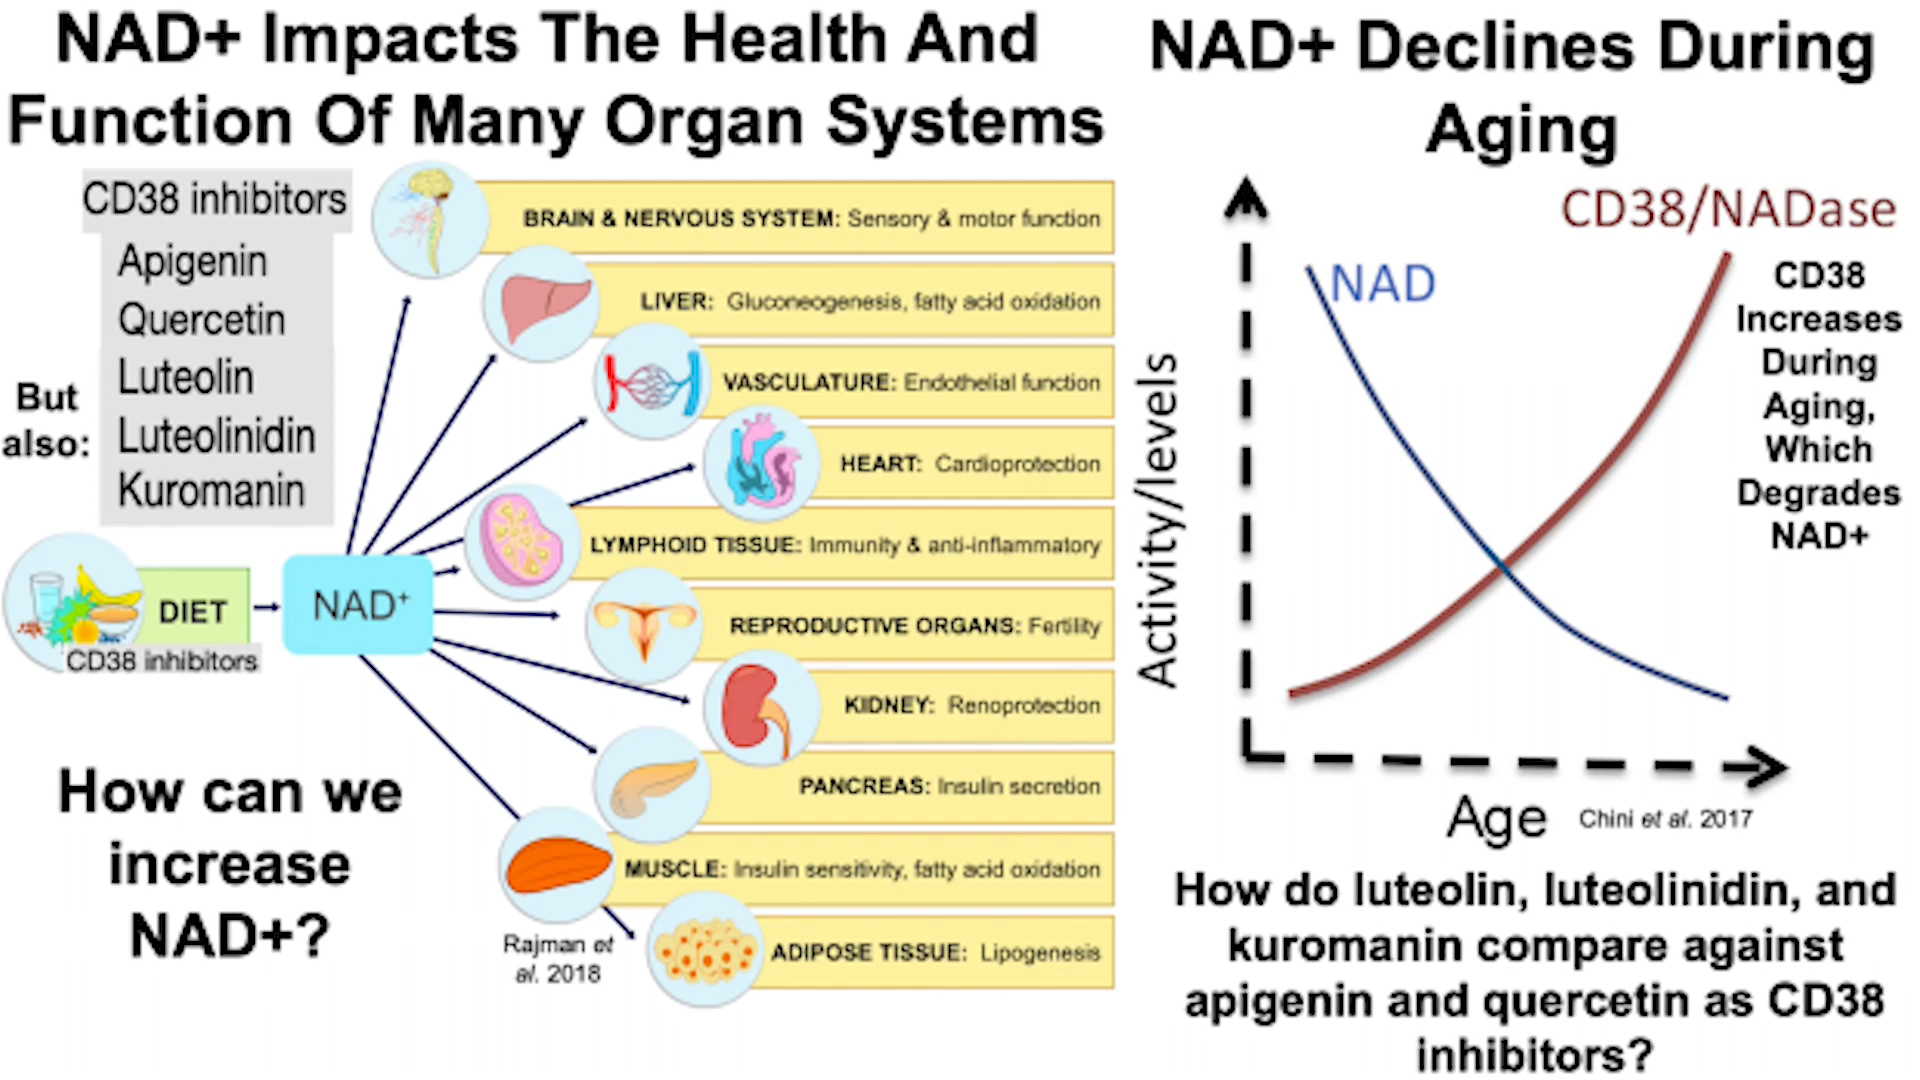 NAD+ Impacts The Health And
Function Of Many Organ Systems
CD38 inhibitors
Apigenin
Quercetin
Luteolin
Luteolinidin
Kuromanin
But
also:
DIET
CD38 inhibitors
NAD+
BRAIN & NERVOUS SYSTEM: Sensory & motor function
LIVER: Gluconeogenesis, fatty acid oxidation
VASCULATURE: Endothelial function
HEART: Cardioprotection
LYMPHOID TISSUE: Immunity & anti-inflammatory
REPRODUCTIVE ORGANS: Fertility
KIDNEY: Renoprotection
PANCREAS: Insulin secretion
MUSCLE: Insulin sensitivity, fatty acid oxidation
ADIPOSE TISSUE: Lipogenesis
Rajman et
al. 2018
How can we
increase
NAD+?
NAD+ Declines During
Aging
CD38/NADase
NAD
CD38
Increases
During
Aging,
Which
Degrades
NAD+
Activity/levels
Age
Chini et al. 2017
How do luteolin, luteolinidin, and
kuromanin compare against
apigenin and quercetin as CD38
inhibitors?